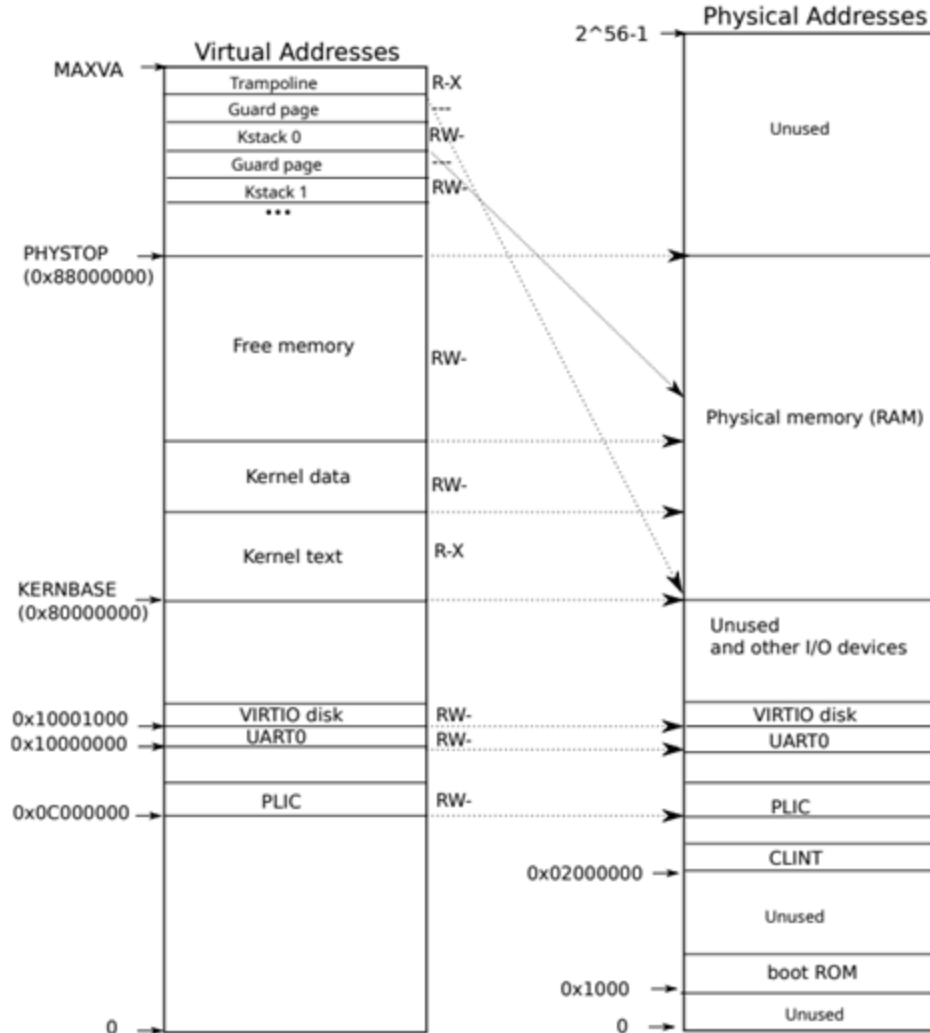 Physical Addresses
2^56-1
Virtual Addresses
MAXVA
Trampoline
R-X
Guard page
---
Unused
Kstack 0
RW-
Guard page
---
Kstack 1
RW-
•••
PHYSTOP
(0x88000000)
Free memory
RW-
Physical memory (RAM)
Kernel data
RW-
Kernel text
R-X
KERNBASE
(0x80000000)
Unused
and other I/O devices
0x10001000
VIRTIO disk
RW-
VIRTIO disk
0x10000000
UART0
RW-
UART0
0x0C000000
PLIC
RW-
PLIC
CLINT
0x02000000
Unused
boot ROM
0x1000
Unused
0
0